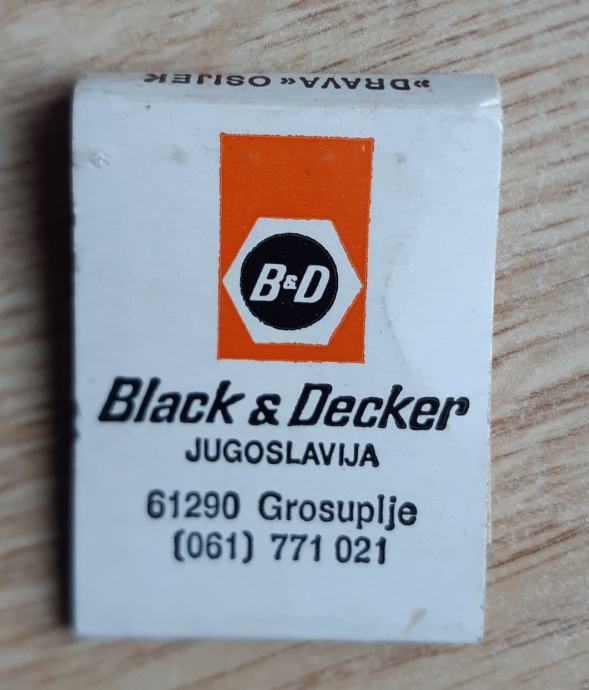 »DRAVA« OSIJEK
B&D
Black & Decker
JUGOSLAVIJA
61290 Grosuplje
(061) 771 021